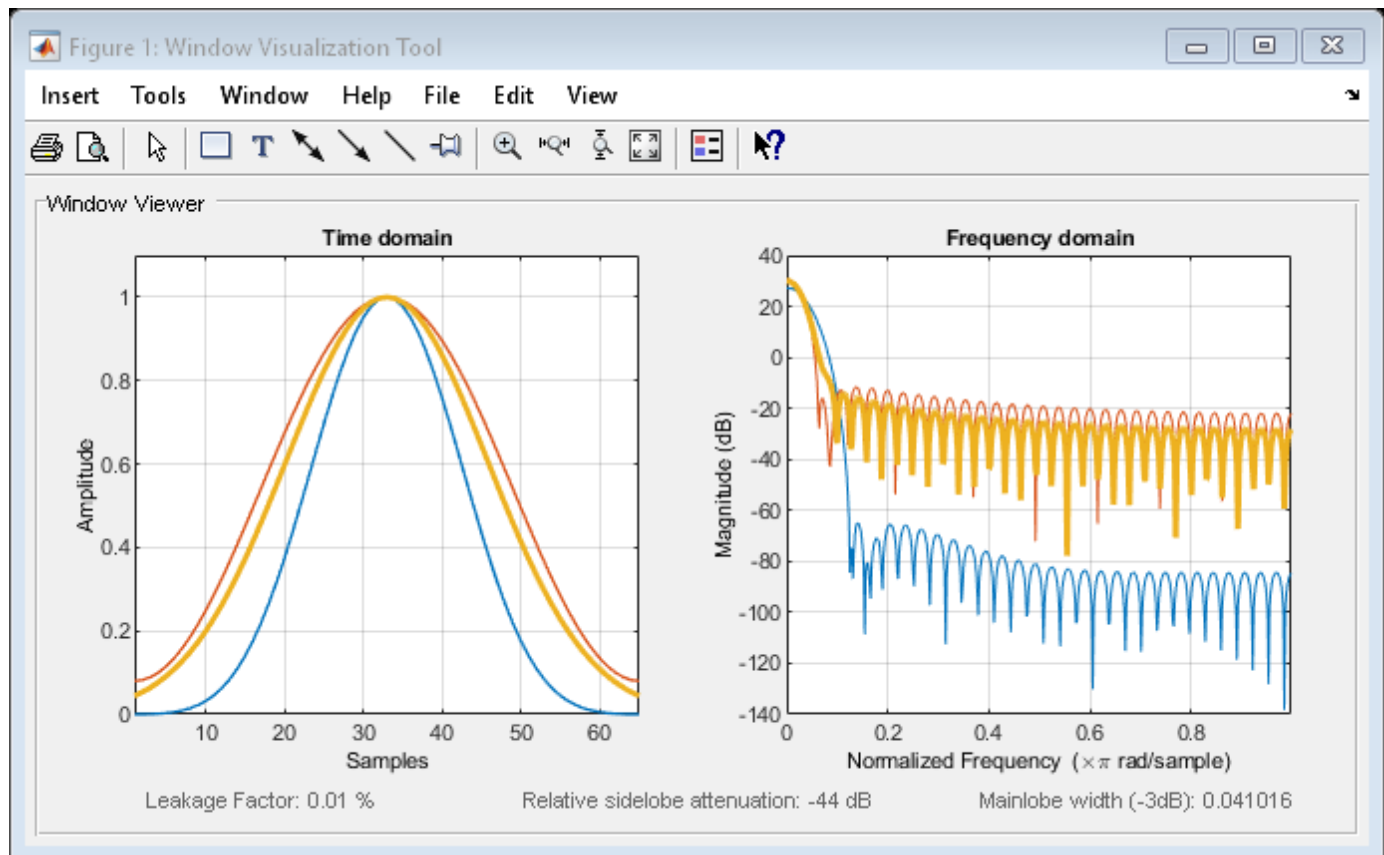 Figure 1: Window Visualization Tool
Insert Tools Window Help File Edit View
T ?
Window Viewer
Time domain
1
0.8
0.6
0.4
0.2
0
10 20 30 40 50 60
Amplitude
Samples
Frequency domain
40
20
0
-20
-40
-60
-80
-100
-120
-140
0 0.2 0.4 0.6 0.8
Magnitude (dB)
Normalized Frequency (×π rad/sample)
Leakage Factor: 0.01 % Relative sidelobe attenuation: -44 dB Mainlobe width (-3dB): 0.041016